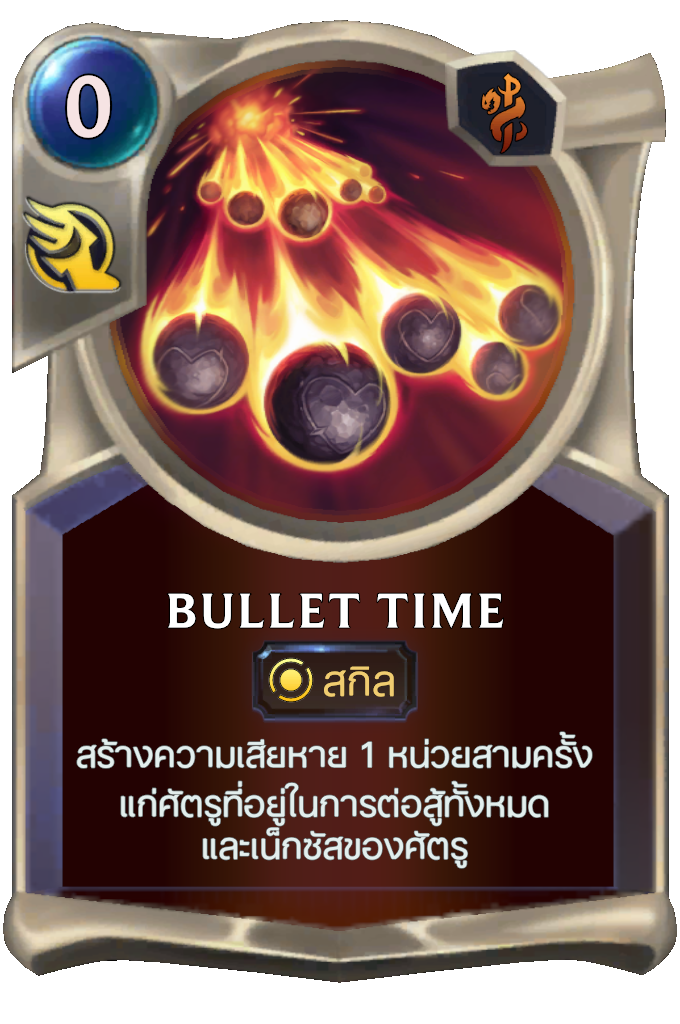 0
BULLET TIME
สกิล
สร้างความเสียหาย 1 หน่วยสามครั้ง
แก่ศัตรูที่อยู่ในการต่อสู้ทั้งหมด
และเน็กซัสของศัตรู